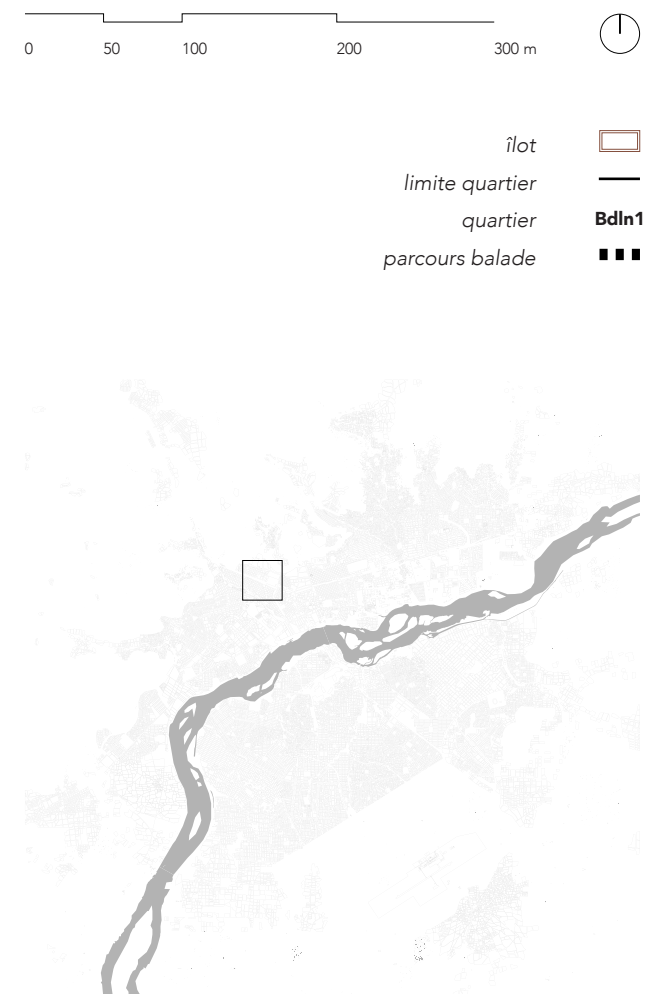 0 50 100 200 300 m
îlot
limite quartier
quartier Bdln1
parcours balade